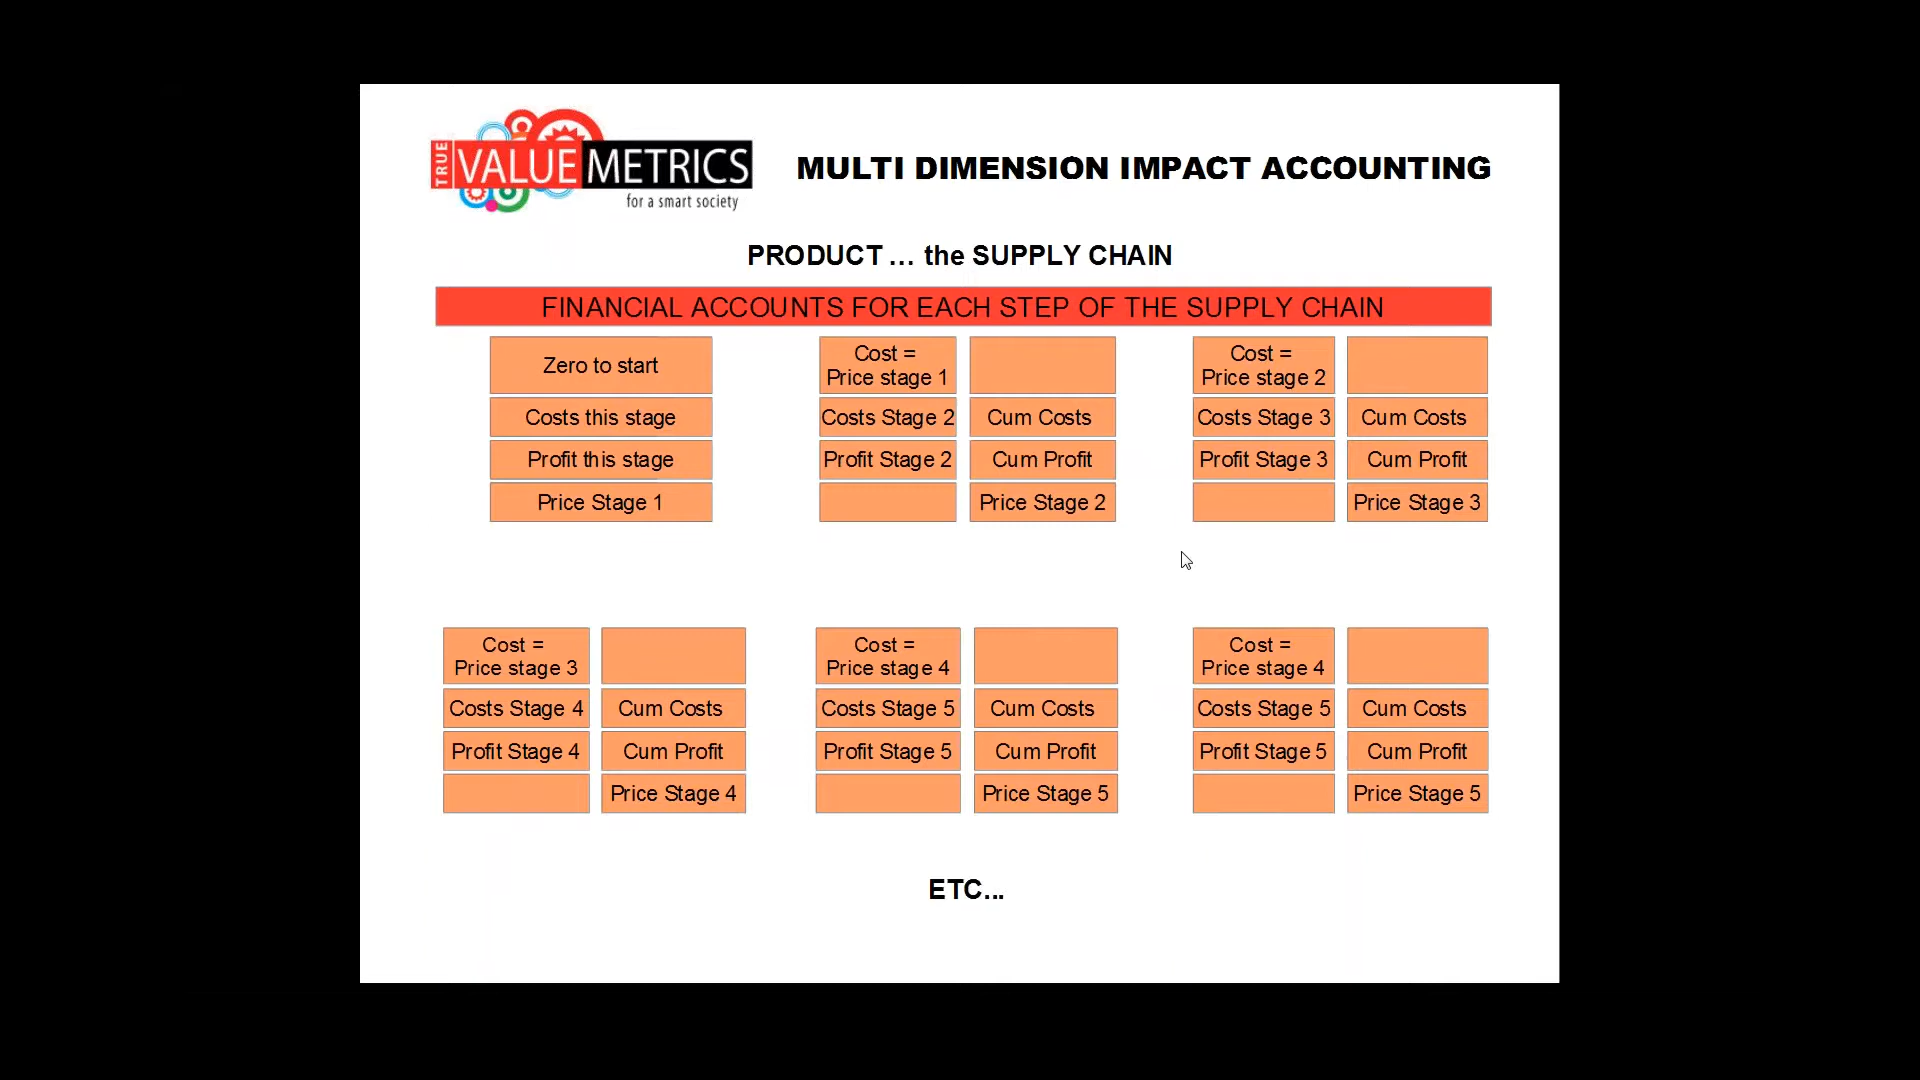 TRUE VALUE METRICS
for a smart society
MULTI DIMENSION IMPACT ACCOUNTING
PRODUCT ... the SUPPLY CHAIN
FINANCIAL ACCOUNTS FOR EACH STEP OF THE SUPPLY CHAIN
Zero to start
Costs this stage
Profit this stage
Price Stage 1
Cost =
Price stage 1
Costs Stage 2 Cum Costs
Profit Stage 2 Cum Profit
Price Stage 2
Cost =
Price stage 2
Costs Stage 3 Cum Costs
Profit Stage 3 Cum Profit
Price Stage 3
Cost =
Price stage 3
Costs Stage 4 Cum Costs
Profit Stage 4 Cum Profit
Price Stage 4
Cost =
Price stage 4
Costs Stage 5 Cum Costs
Profit Stage 5 Cum Profit
Price Stage 5
Cost =
Price stage 4
Costs Stage 5 Cum Costs
Profit Stage 5 Cum Profit
Price Stage 5
ETC...